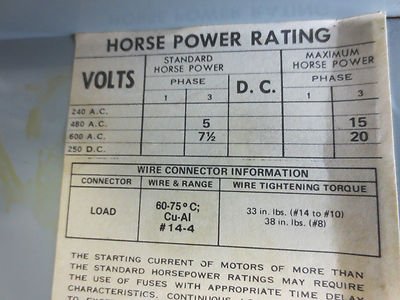 HORSE POWER RATING
VOLTS STANDARD HORSE POWER D. C. MAXIMUM HORSE POWER
PHASE PHASE
1 3 1 3
240 A.C.
480 A.C. 5 15
600 A.C. 7½ 20
250 D.C.
WIRE CONNECTOR INFORMATION
CONNECTOR WIRE & RANGE WIRE TIGHTENING TORQUE
LOAD 60-75°C; Cu-Al #14-4 33 in. lbs. (#14 to #10) 38 in. lbs. (#8)
THE STARTING CURRENT OF MOTORS OF MORE THAN
THE STANDARD HORSEPOWER RATINGS MAY REQUIRE
THE USE OF FUSES WITH APPROPRIATE TIME DELAY
CHARACTERISTICS. CONTINUOUS